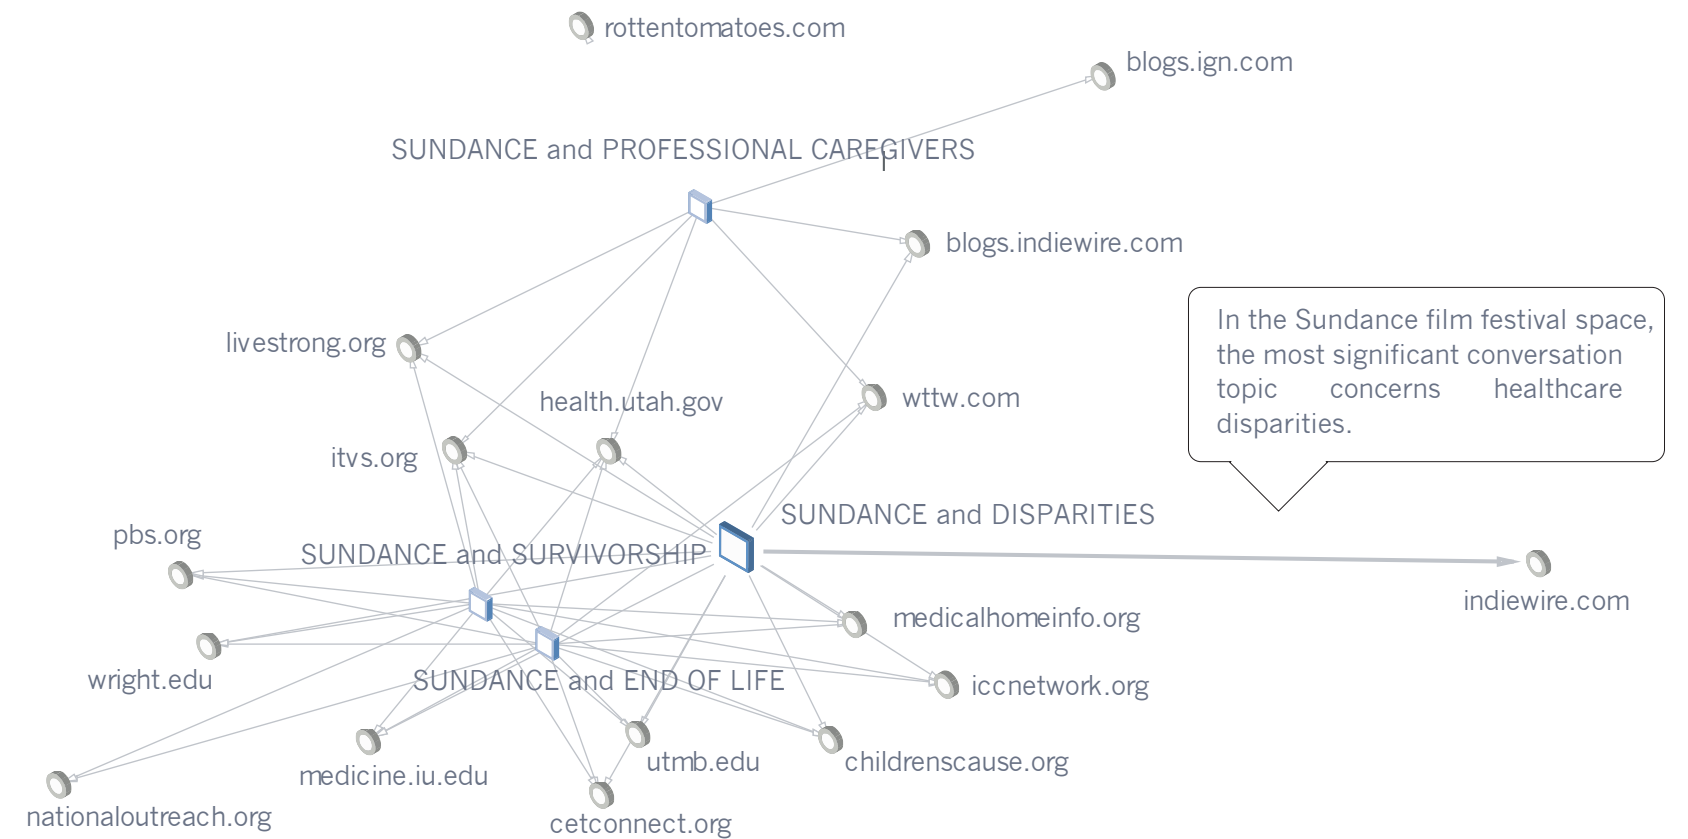 rottentomatoes.com
blogs.ign.com
SUNDANCE and PROFESSIONAL CAREGIVERS
blogs.indiewire.com
In the Sundance film festival space,
the most significant conversation
topic concerns healthcare
disparities.
livestrong.org
health.utah.gov
wttw.com
itvs.org
SUNDANCE and DISPARITIES
pbs.org
SUNDANCE and SURVIVORSHIP
indiewire.com
medicalhomeinfo.org
wright.edu
SUNDANCE and END OF LIFE
iccnetwork.org
medicine.iu.edu
utmb.edu
childrenscause.org
nationaloutreach.org
cetconnect.org